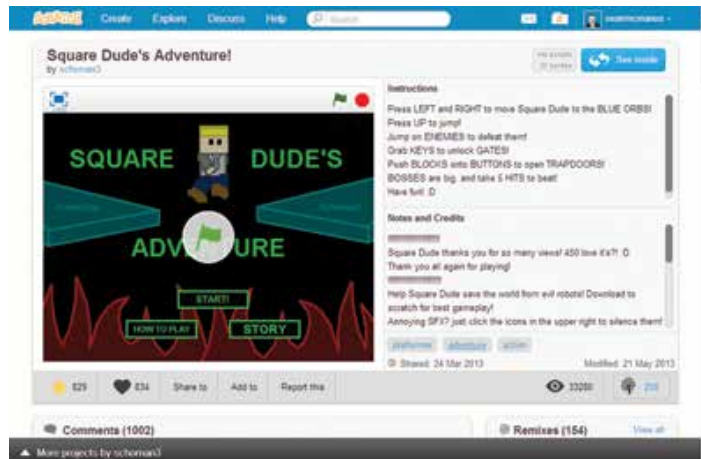 SCRATCH Create Explore Discuss Help Search
Square Dude's Adventure!
by schoman3
See inside
Instructions
Press LEFT and RIGHT to move Square Dude to the BLUE ORBS!
Press UP to jump!
Jump on ENEMIES to defeat them!
Grab KEYS to unlock GATES!
Push BLOCKS onto BUTTONS to open TRAPDOORS!
BOSSES are big, and take 5 HITS to beat!
Have fun! :D
SQUARE DUDE'S
ADVENTURE
START!
HOW TO PLAY
STORY
Notes and Credits
Square Dude thanks you for so many views! 450 love it's?! :D
Thank you all again for playing!
Help Square Dude save the world from evil robots! Download to
scratch for best gameplay!
Annoying SFX? just click the icons in the upper right to silence them!
platformer adventure action
Shared: 24 Mar 2013 Modified: 21 May 2013
829 834 Share to Add to Report this
Comments (1002)
Remixes (154) View all
More projects by schoman3